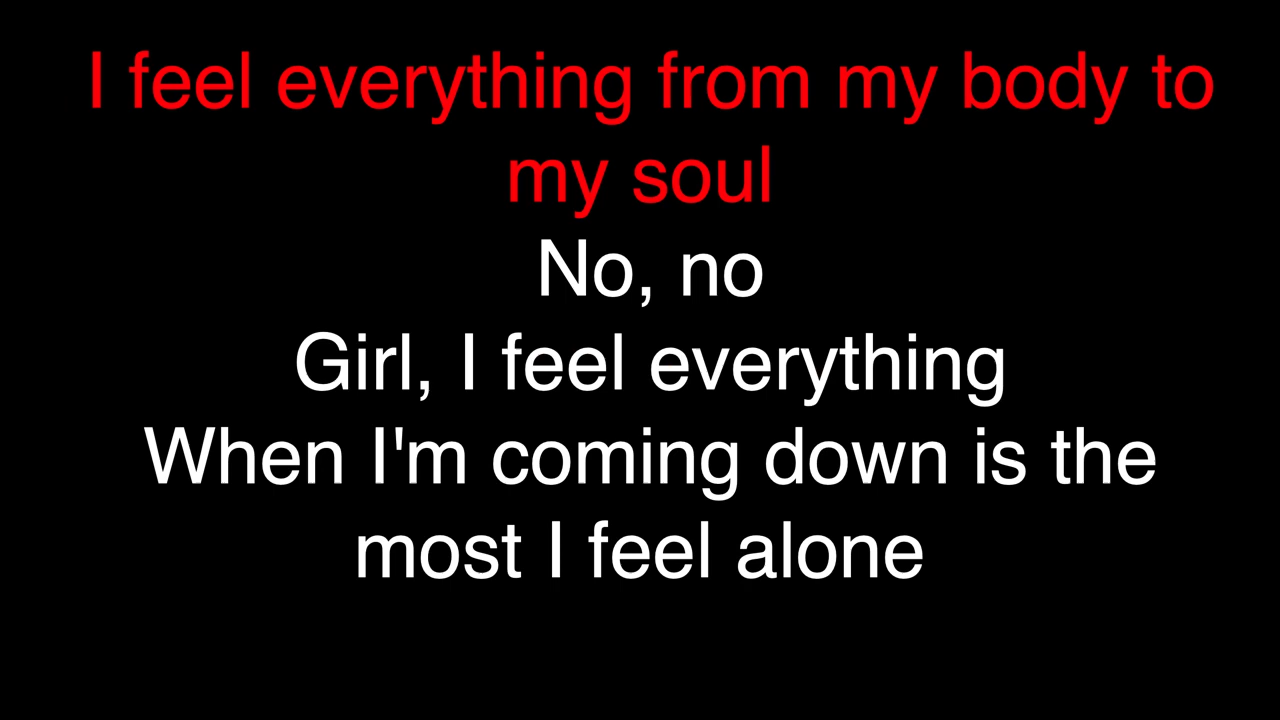 I feel everything from my body to
my soul
No, no
Girl, I feel everything
When I'm coming down is the
most I feel alone